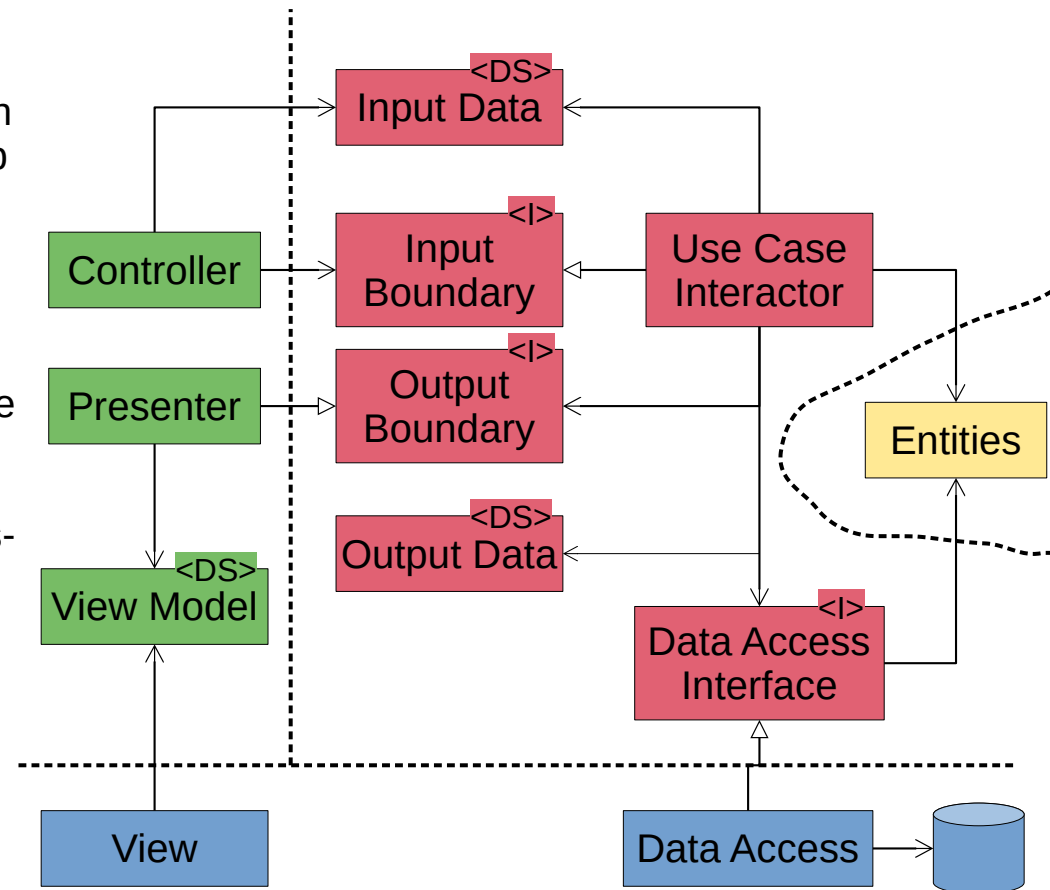 <DS>
Input Data
<I>
Input
Boundary
Use Case
Interactor
Controller
<I>
Output
Boundary
Presenter
Entities
<DS>
Output Data
<DS>
View Model
<I>
Data Access
Interface
View
Data Access